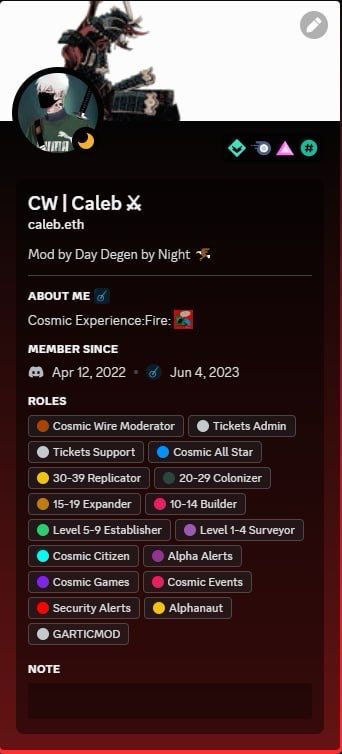 CW | Caleb ⚔
caleb.eth
Mod by Day Degen by Night
ABOUT ME
Cosmic Experience:Fire:
MEMBER SINCE
Apr 12, 2022 • Jun 4, 2023
ROLES
Cosmic Wire Moderator Tickets Admin
Tickets Support Cosmic All Star
30-39 Replicator 20-29 Colonizer
15-19 Expander 10-14 Builder
Level 5-9 Establisher Level 1-4 Surveyor
Cosmic Citizen Alpha Alerts
Cosmic Games Cosmic Events
Security Alerts Alphanaut
GARTICMOD
NOTE